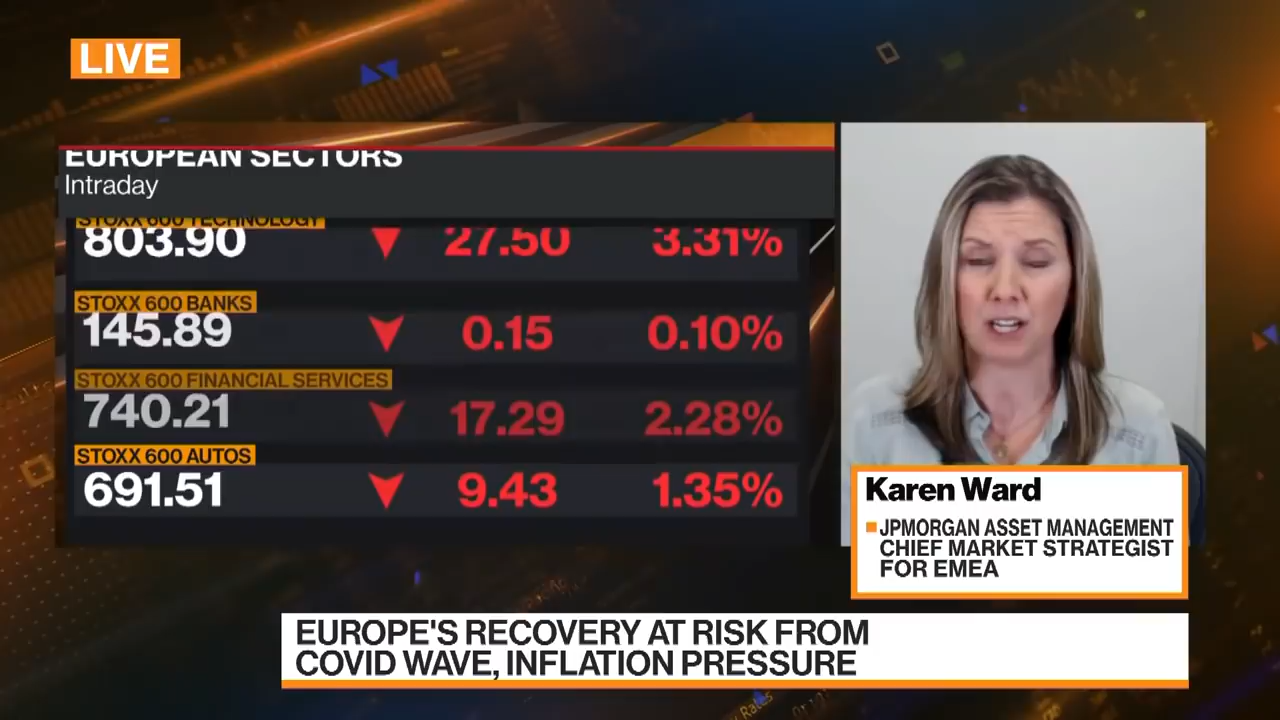 LIVE
EUROPEAN SECTORS
Intraday
STOXX 600 TECHNOLOGY
803.90 27.50 3.31%
STOXX 600 BANKS
145.89 0.15 0.10%
STOXX 600 FINANCIAL SERVICES
740.21 17.29 2.28%
STOXX 600 AUTOS
691.51 9.43 1.35%
Karen Ward
JPMORGAN ASSET MANAGEMENT
CHIEF MARKET STRATEGIST
FOR EMEA
EUROPE'S RECOVERY AT RISK FROM
COVID WAVE, INFLATION PRESSURE